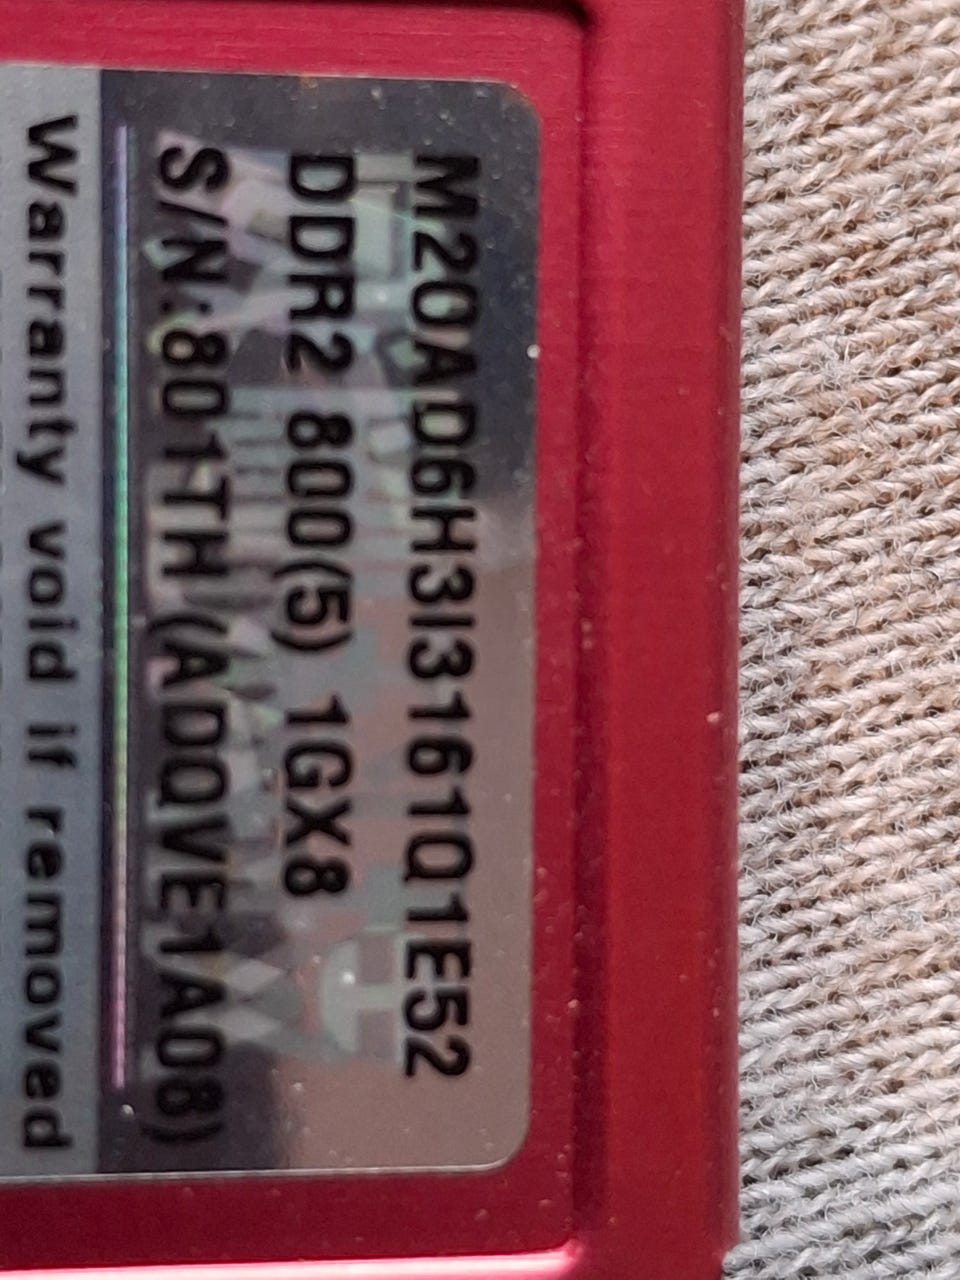 M20AD6H3I3161Q1E52
DDR2 800(5) 1GX8
S/N:801TH(ADQVE1A08)
Warranty void if removed